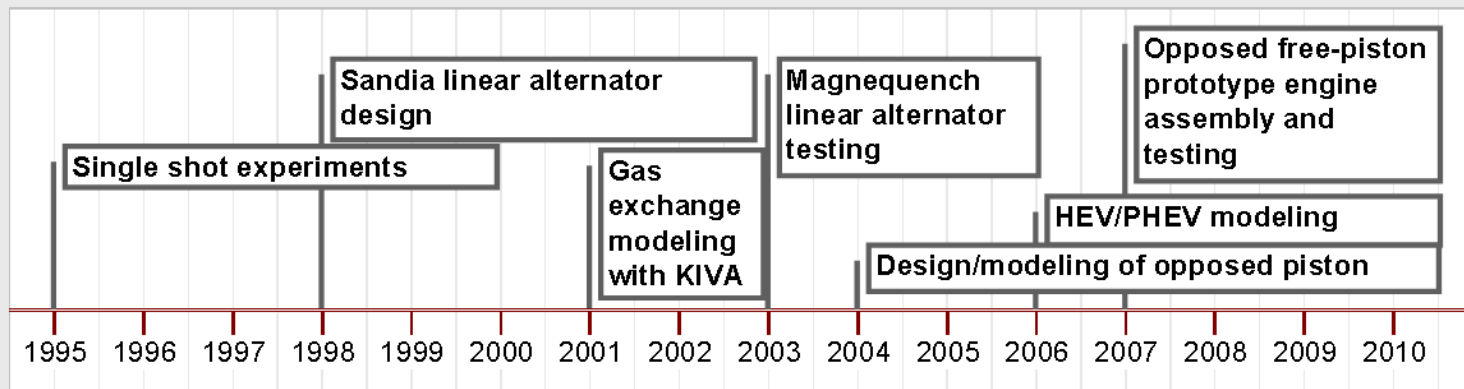 Sandia linear alternator
design
Single shot experiments
Gas
exchange
modeling
with KIVA
Magnequench
linear alternator
testing
Opposed free-piston
prototype engine
assembly and
testing
HEV/PHEV modeling
Design/modeling of opposed piston
1995 1996 1997 1998 1999 2000 2001 2002 2003 2004 2005 2006 2007 2008 2009 2010